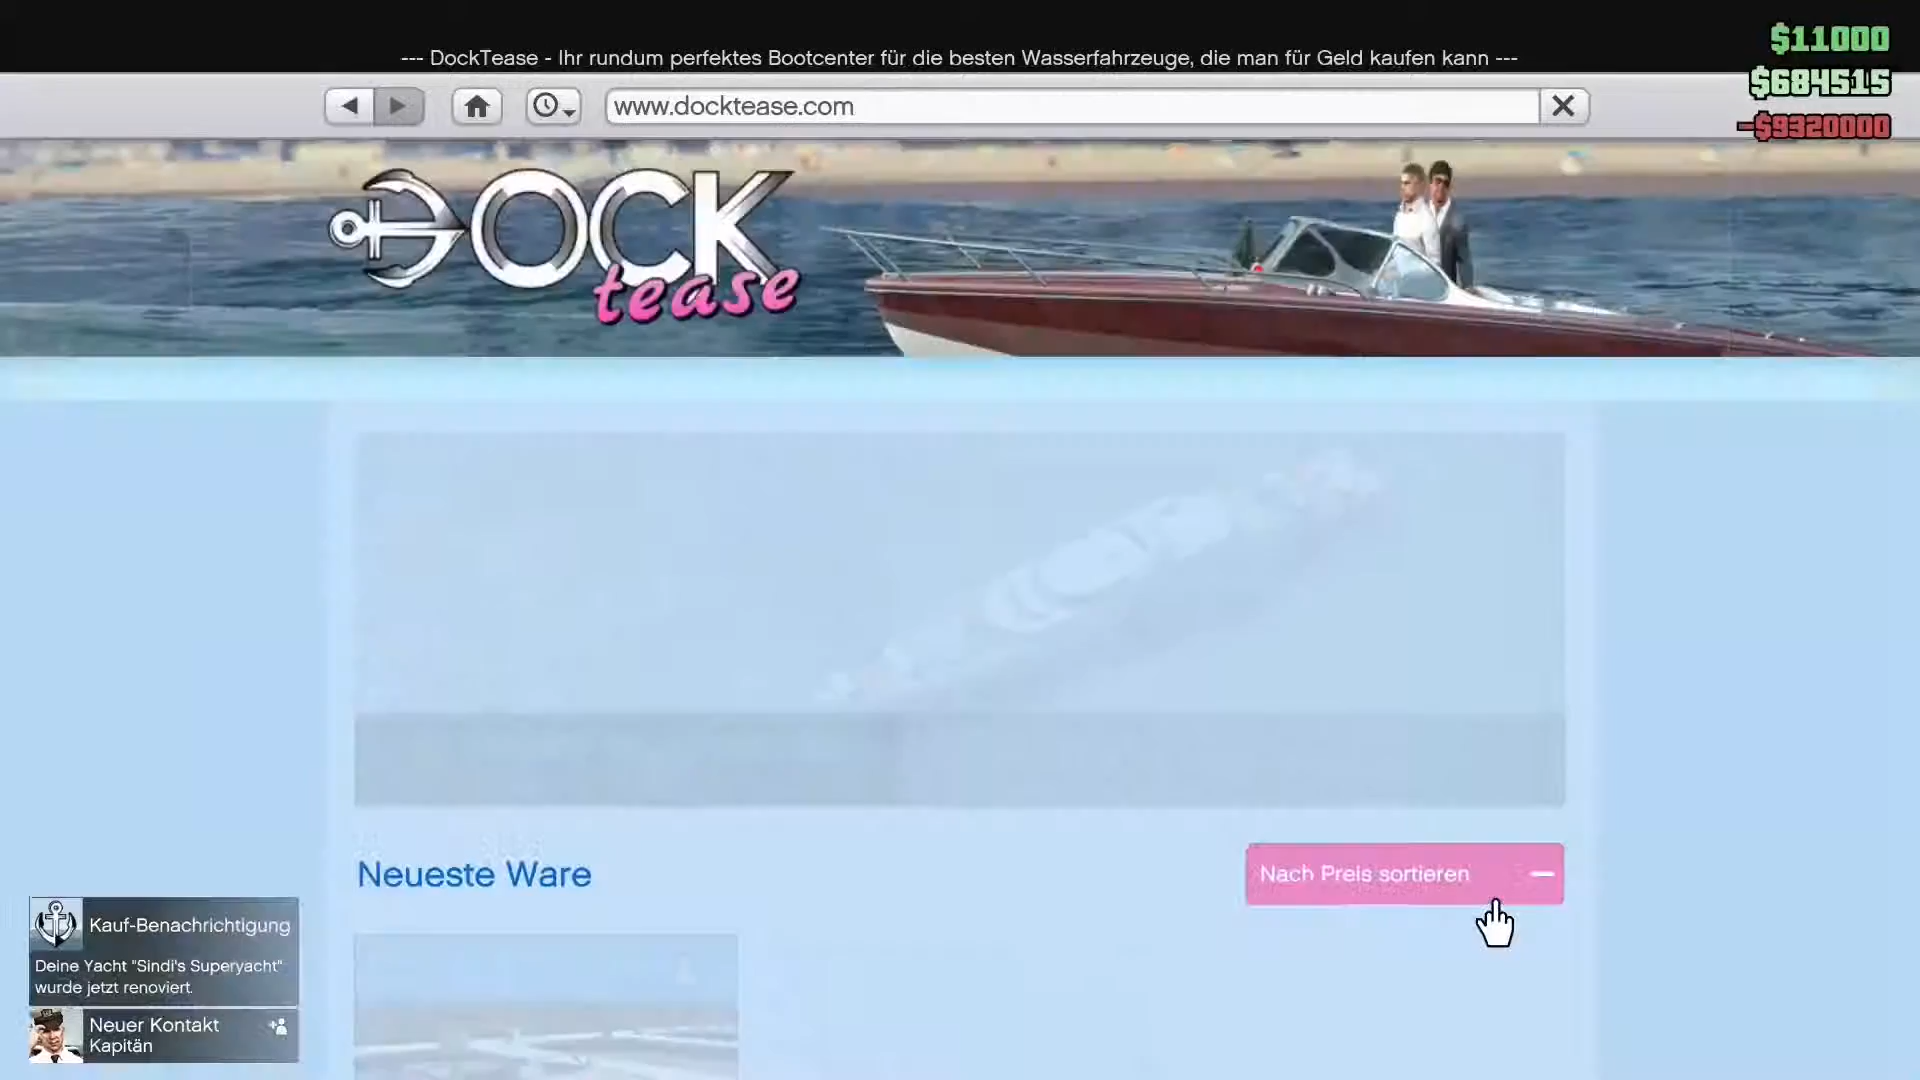 --- DockTease - Ihr rundum perfektes Bootcenter für die besten Wasserfahrzeuge, die man für Geld kaufen kann ---
$11000
$684515
-$9320000
www.docktease.com
DOCK
tease
Neueste Ware
Nach Preis sortieren
Kauf-Benachrichtigung
Deine Yacht "Sindi's Superyacht"
wurde jetzt renoviert.
Neuer Kontakt
Kapitän